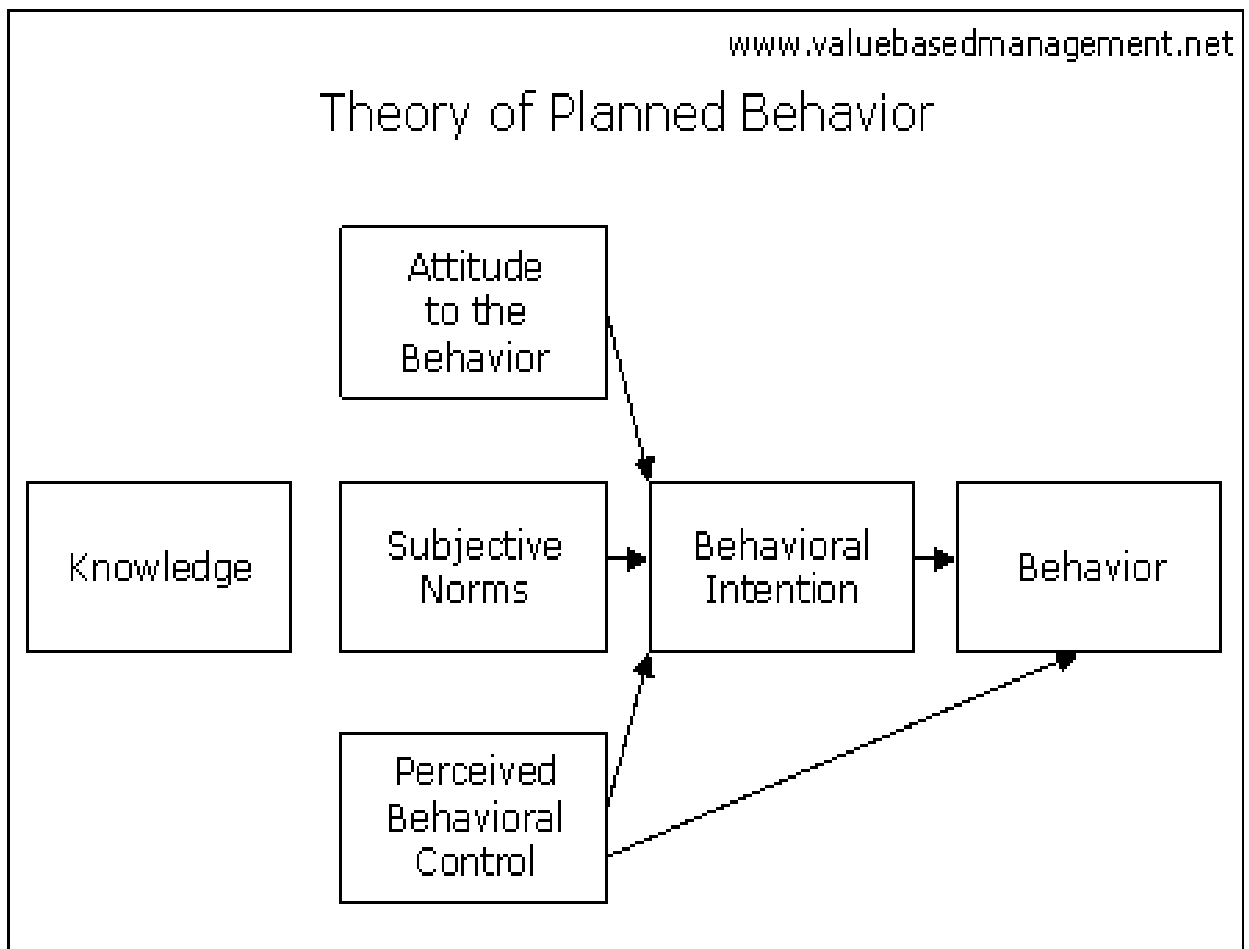 www.valuebasedmanagement.net
Theory of Planned Behavior
Attitude
to the
Behavior
Knowledge
Subjective
Norms
Behavioral
Intention
Behavior
Perceived
Behavioral
Control